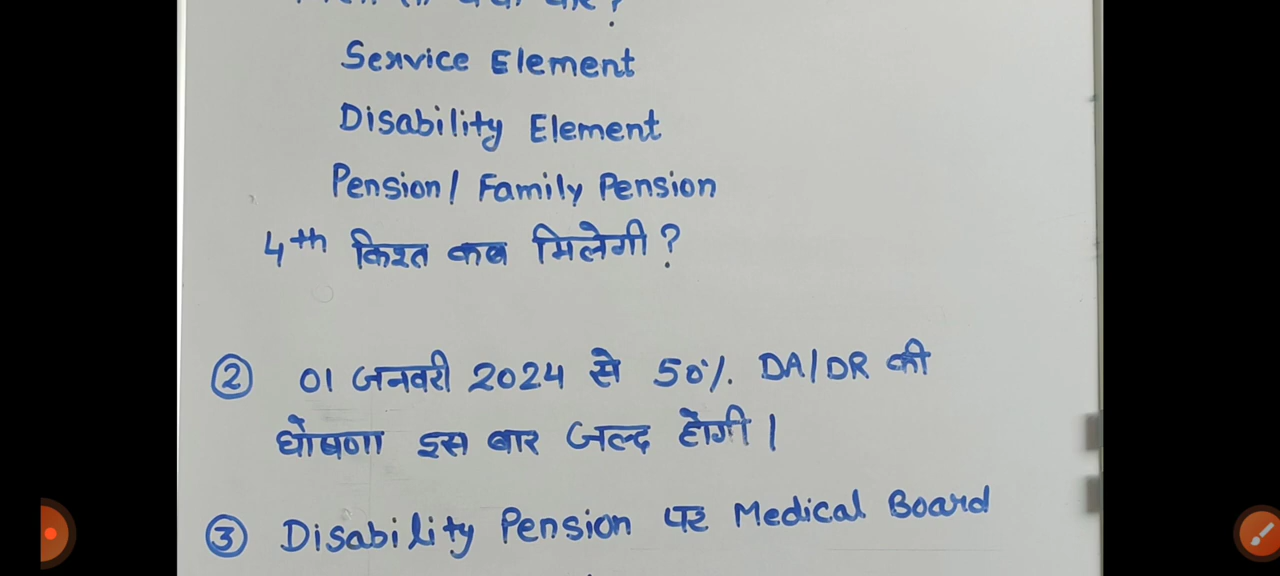 Service Element
Disability Element
Pension/ Family Pension
4th किश्त कब मिलेगी?
② 01 जनवरी 2024 से 50% DA/DR की
घोषणा इस बार जल्द होगी।
③ Disability Pension पर Medical Board